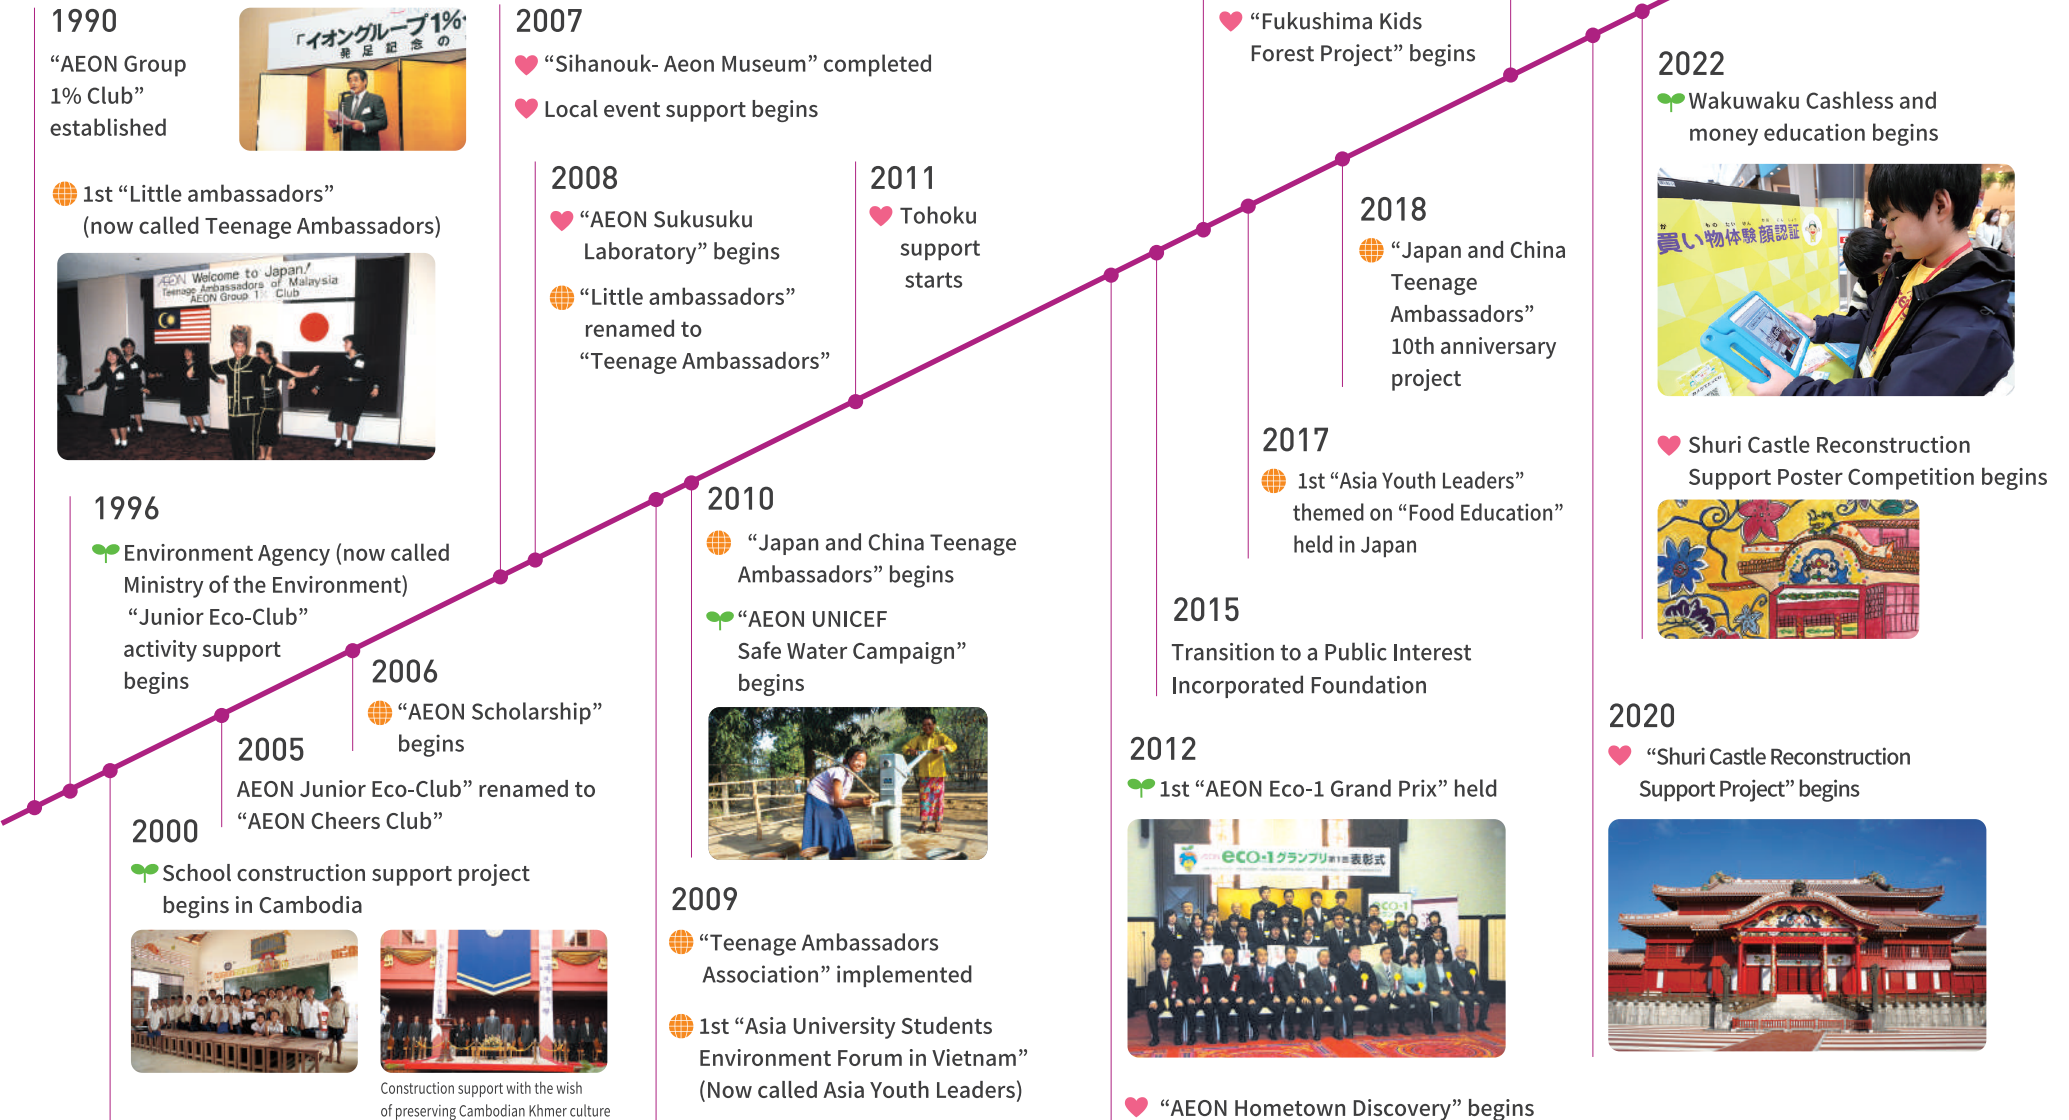 1990
“AEON Group
1% Club”
established
「イオングループ1%
発足記念の
1st “Little ambassadors”
(now called Teenage Ambassadors)
AEON Welcome to Japan!
Teenage Ambassadors of Malaysia
AEON Group 1% Club
1996
Environment Agency (now called
Ministry of the Environment)
“Junior Eco-Club”
activity support
begins
2000
School construction support project
begins in Cambodia
Construction support with the wish
of preserving Cambodian Khmer culture
2005
AEON Junior Eco-Club” renamed to
“AEON Cheers Club”
2006
“AEON Scholarship”
begins
2007
“Sihanouk- Aeon Museum” completed
Local event support begins
2008
“AEON Sukusuku
Laboratory” begins
“Little ambassadors”
renamed to
“Teenage Ambassadors”
2009
“Teenage Ambassadors
Association” implemented
1st “Asia University Students
Environment Forum in Vietnam”
(Now called Asia Youth Leaders)
2010
“Japan and China Teenage
Ambassadors” begins
“AEON UNICEF
Safe Water Campaign”
begins
2011
Tohoku
support
starts
2012
1st “AEON Eco-1 Grand Prix” held
AEON eco-1グランプリ 第1回 表彰式
eco-1
“AEON Hometown Discovery” begins
2015
Transition to a Public Interest
Incorporated Foundation
“Fukushima Kids
Forest Project” begins
2017
1st “Asia Youth Leaders”
themed on “Food Education”
held in Japan
2018
“Japan and China
Teenage
Ambassadors”
10th anniversary
project
2020
“Shuri Castle Reconstruction
Support Project” begins
2022
Wakuwaku Cashless and
money education begins
買い物体験顔認証
Shuri Castle Reconstruction
Support Poster Competition begins